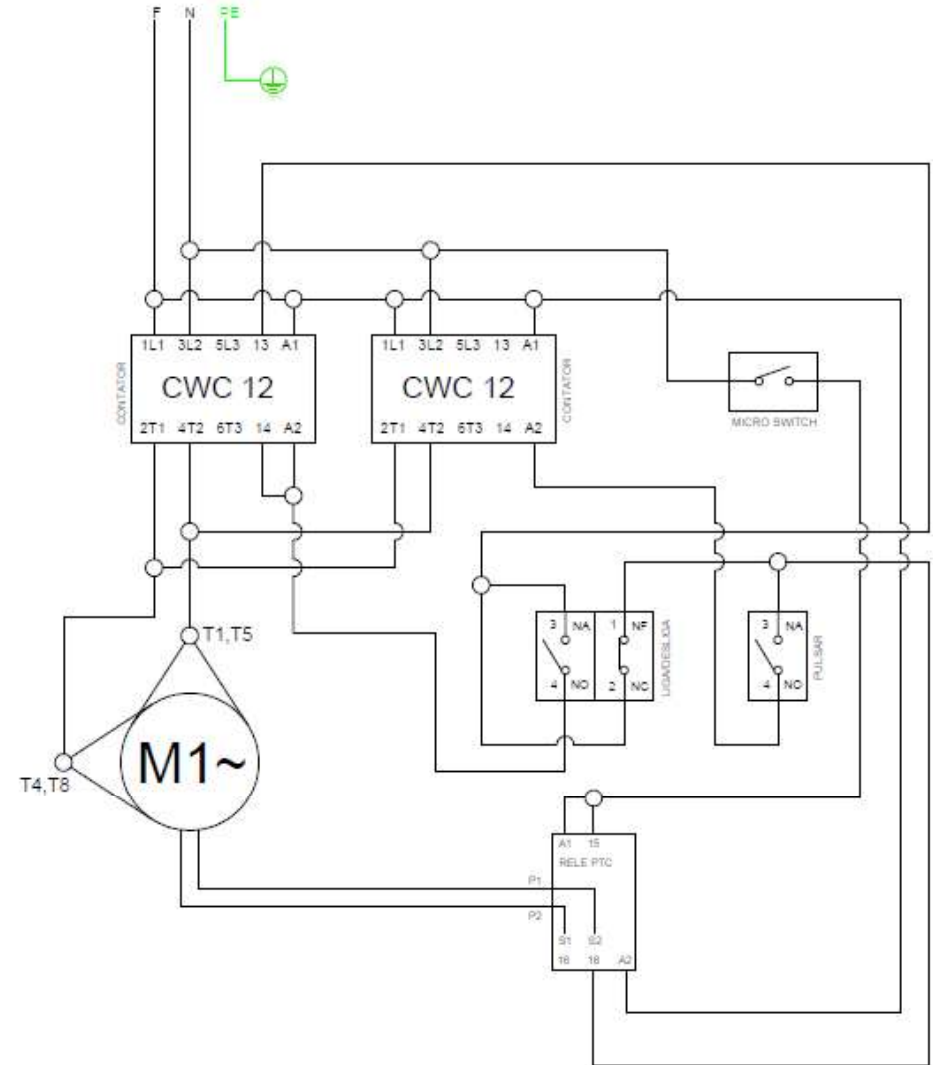 F N PE
1L1 3L2 5L3 13 A1
CONTATOR
CWC 12
2T1 4T2 6T3 14 A2
1L1 3L2 5L3 13 A1
CWC 12
CONTATOR
2T1 4T2 6T3 14 A2
MICRO SWITCH
3 NA 1 NF
4 NO 2 NC
LIGA/DESLIGA
3 NA
4 NO
PULSAR
T1,T5
M1~
T4,T8
A1 15
RELE PTC
P1
P2
S1 S2
16 18 A2